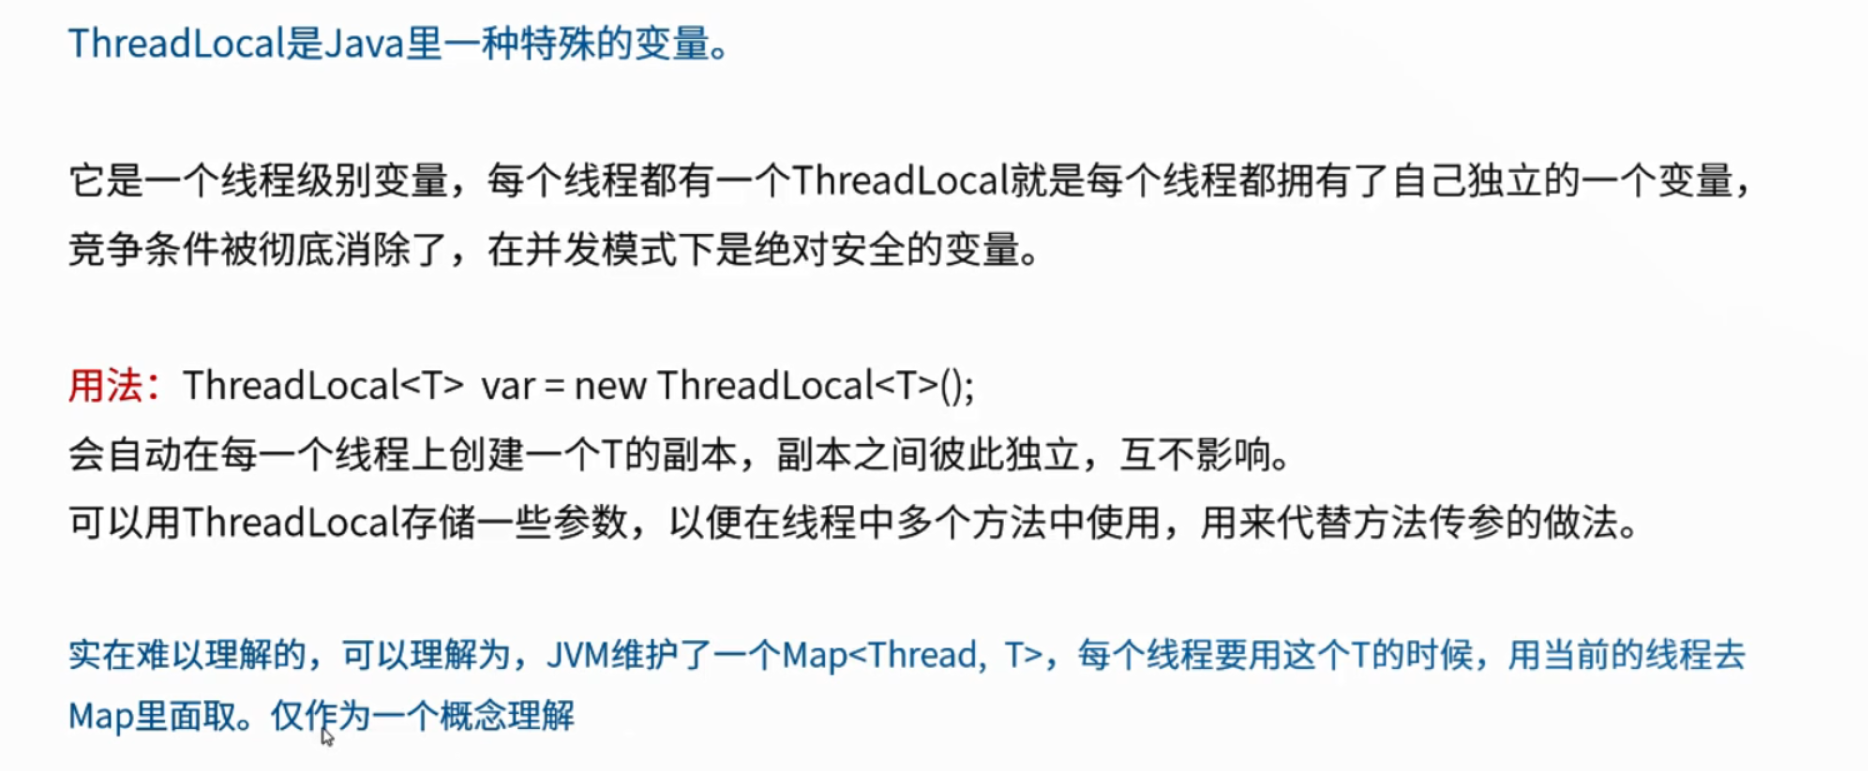 ThreadLocal是Java里一种特殊的变量。
它是一个线程级别变量，每个线程都有一个ThreadLocal就是每个线程都拥有了自己独立的一个变量，
竞争条件被彻底消除了，在并发模式下是绝对安全的变量。
用法：ThreadLocal<T> var = new ThreadLocal<T>();
会自动在每一个线程上创建一个T的副本，副本之间彼此独立，互不影响。
可以用ThreadLocal存储一些参数，以便在线程中多个方法中使用，用来代替方法传参的做法。
实在难以理解的，可以理解为，JVM维护了一个Map<Thread, T>，每个线程要用这个T的时候，用当前的线程去
Map里面取。仅作为一个概念理解